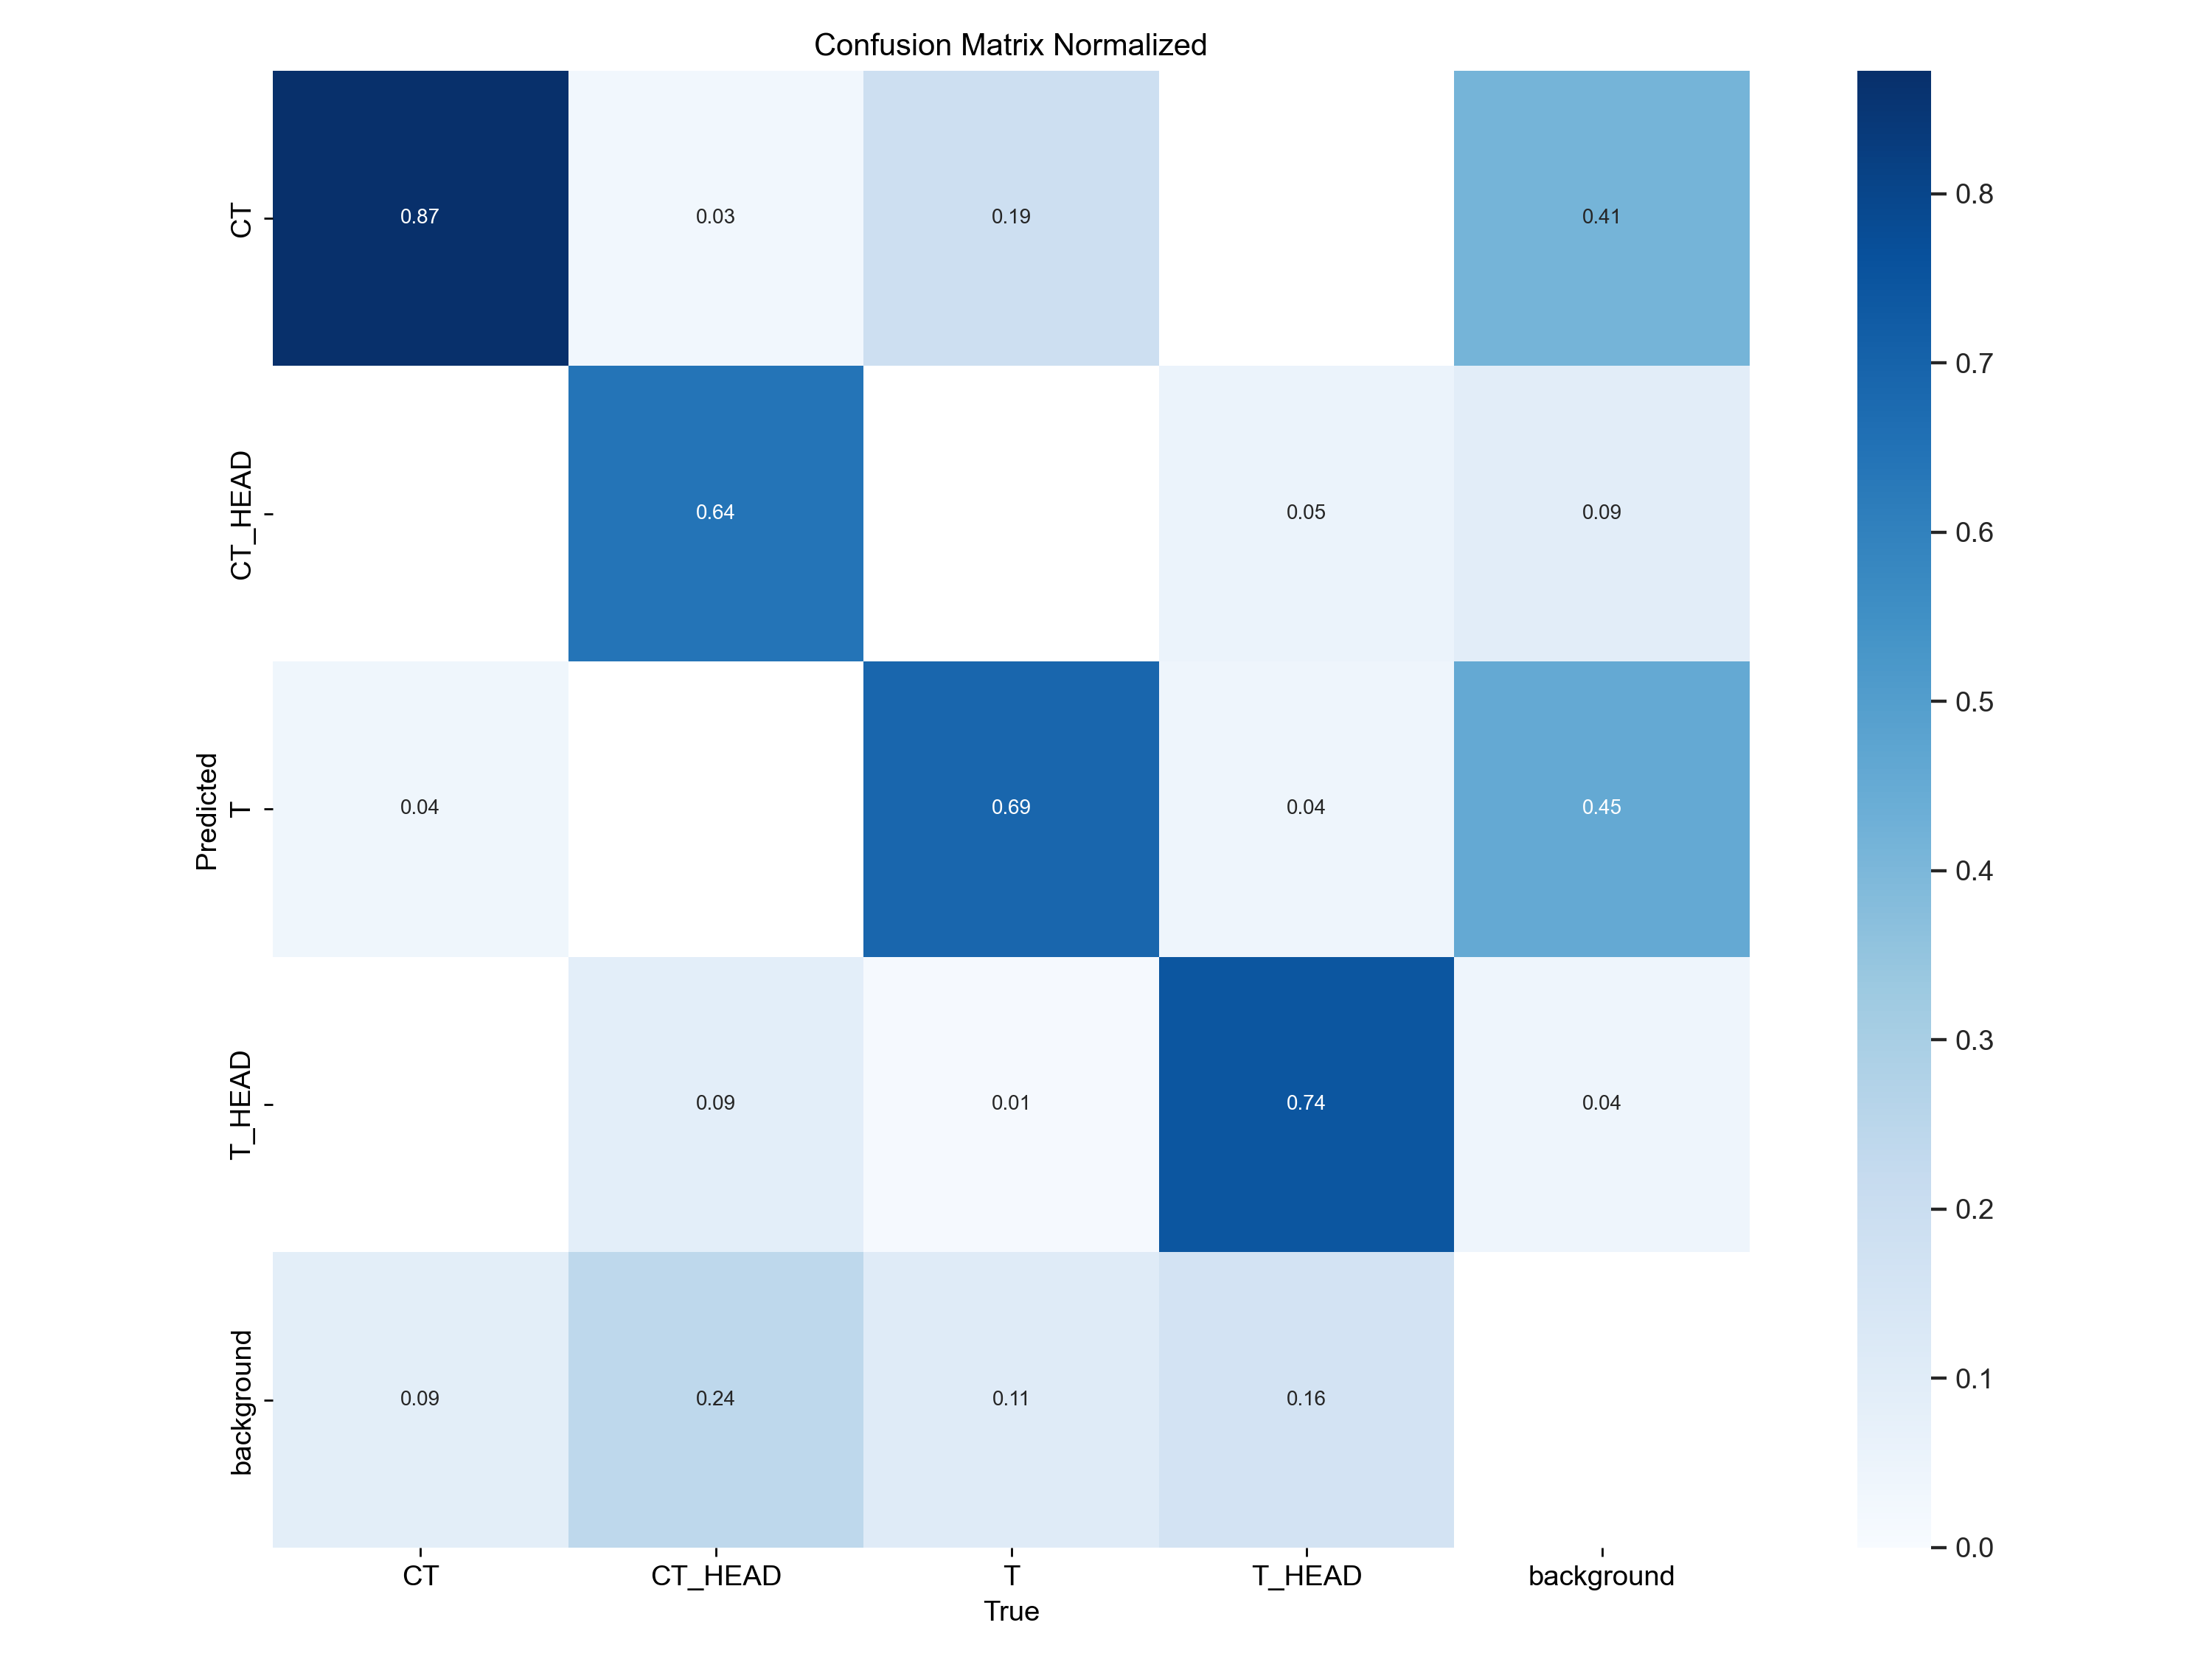 Confusion Matrix Normalized
CT
0.87
0.03
0.19
0.41
CT_HEAD
0.64
0.05
0.09
Predicted
T
0.04
0.69
0.04
0.45
T_HEAD
0.09
0.01
0.74
0.04
background
0.09
0.24
0.11
0.16
CT
CT_HEAD
T
T_HEAD
background
True
0.8
0.7
0.6
0.5
0.4
0.3
0.2
0.1
0.0